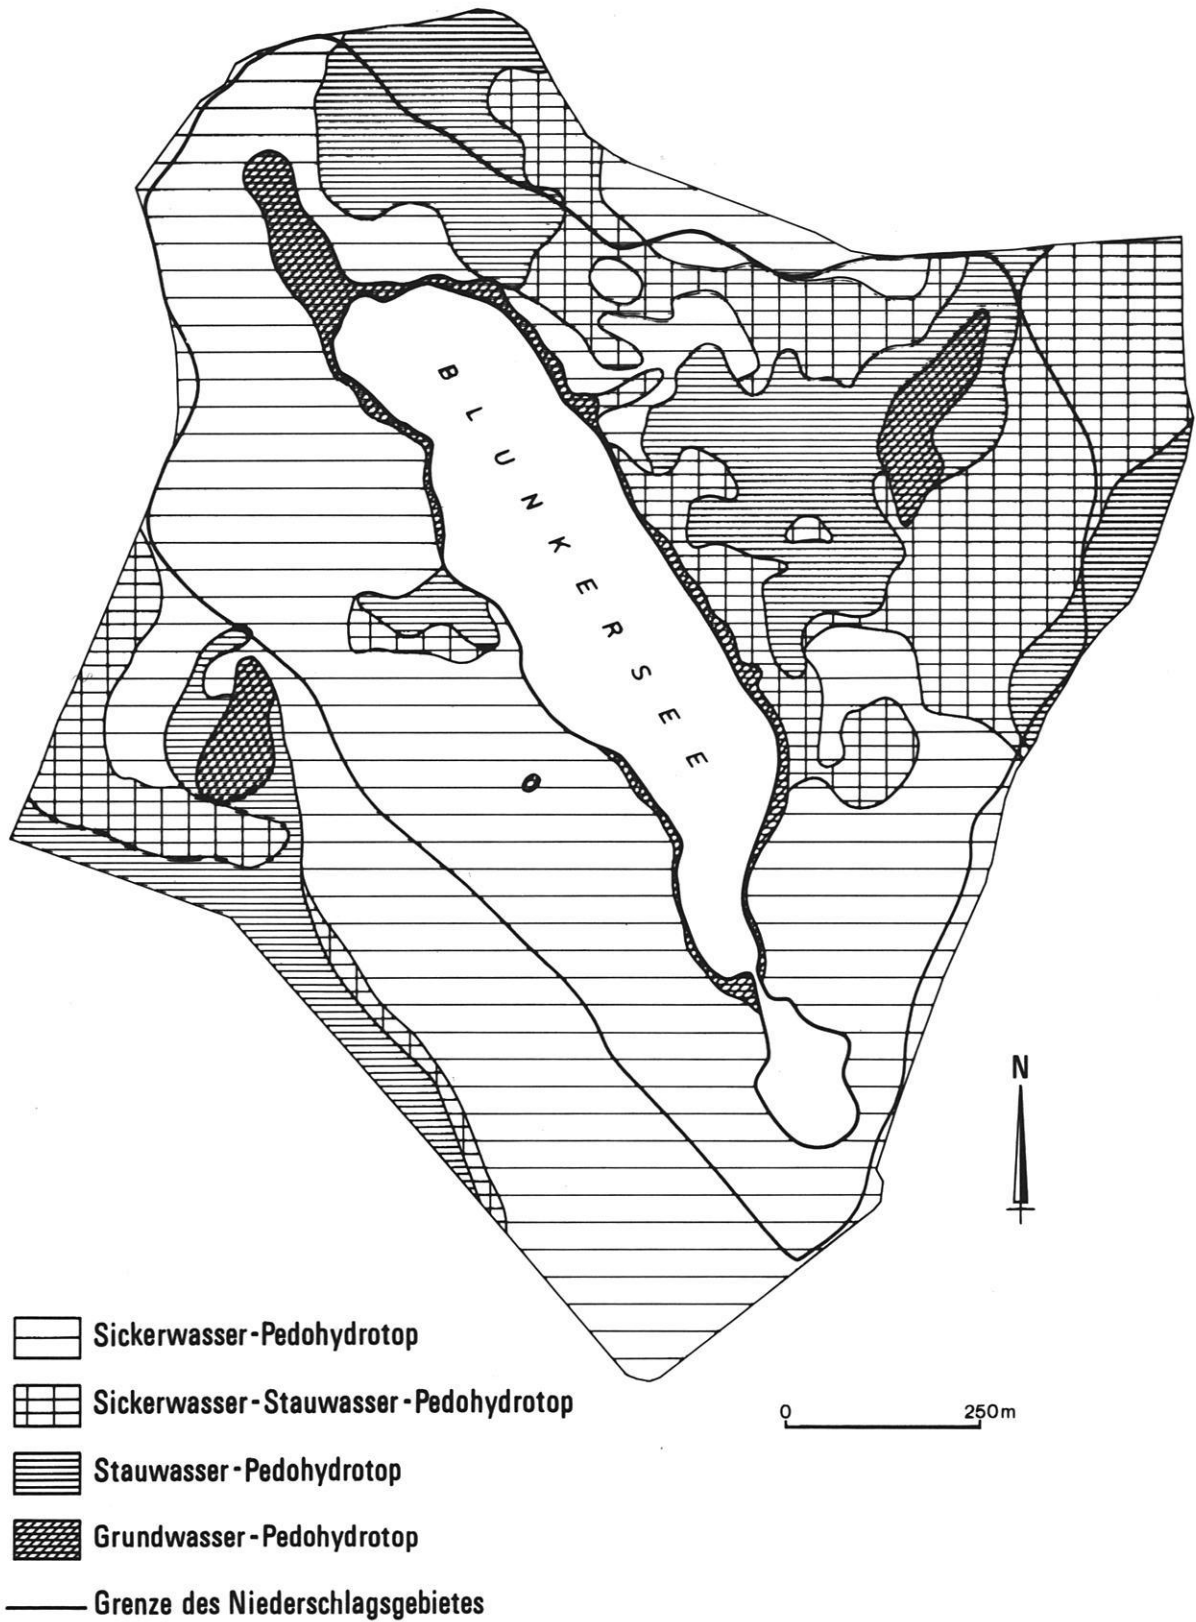 BLUNKERSEE
N
0 250m
Sickerwasser-Pedohydrotop
Sickerwasser-Stauwasser-Pedohydrotop
Stauwasser-Pedohydrotop
Grundwasser-Pedohydrotop
Grenze des Niederschlagsgebietes